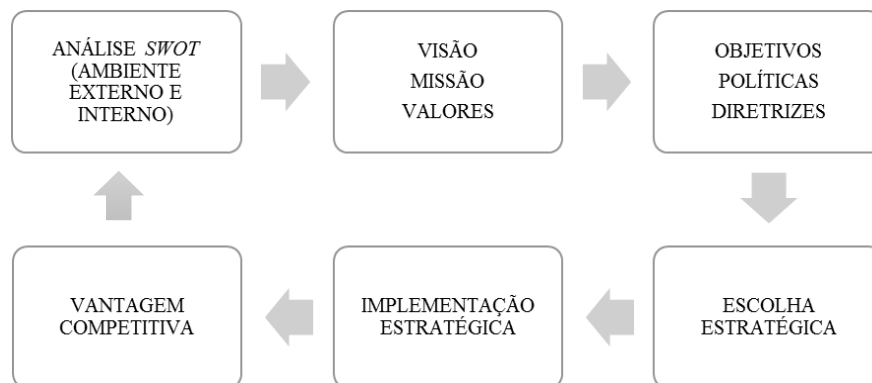 ANÁLISE SWOT
(AMBIENTE
EXTERNO E
INTERNO)
VISÃO
MISSÃO
VALORES
OBJETIVOS
POLÍTICAS
DIRETRIZES
VANTAGEM
COMPETITIVA
IMPLEMENTAÇÃO
ESTRATÉGICA
ESCOLHA
ESTRATÉGICA